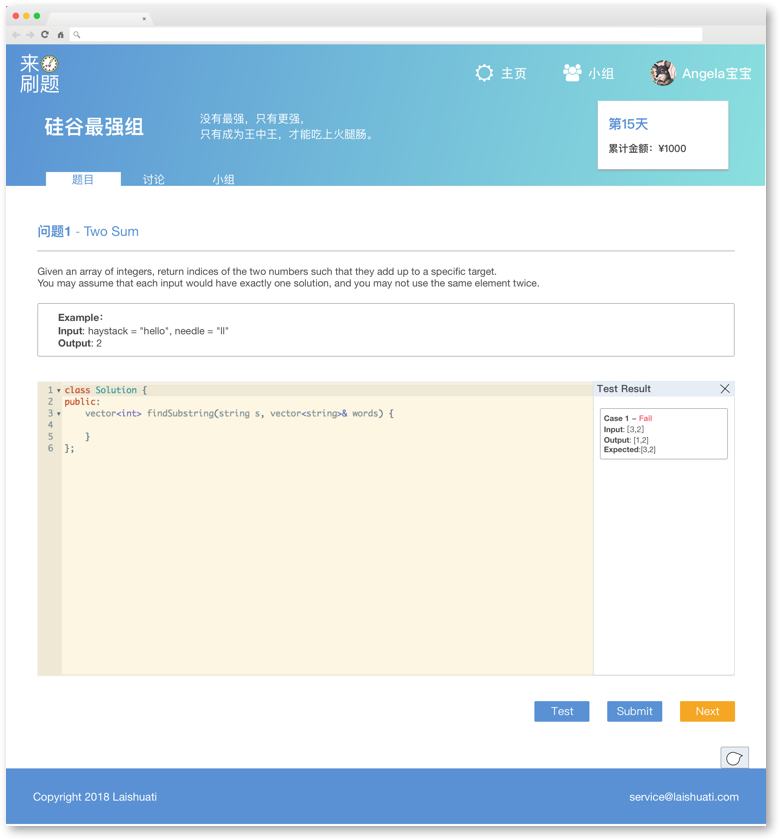 来
刷题
主页
小组
Angela宝宝
硅谷最强组
没有最强，只有更强，
只有成为王中王，才能吃上火腿肠。
第15天
累计金额：¥1000
题目
讨论
小组
问题1 - Two Sum
Given an array of integers, return indices of the two numbers such that they add up to a specific target.
You may assume that each input would have exactly one solution, and you may not use the same element twice.
Example：
Input: haystack = "hello", needle = "ll"
Output: 2
1 class Solution {
2 public:
3 vector<int> findSubstring(string s, vector<string>& words) {
4
5 }
6 };
Test Result
Case 1 – Fail
Input: [3,2]
Output: [1,2]
Expected:[3,2]
Test
Submit
Next
Copyright 2018 Laishuati
service@laishuati.com